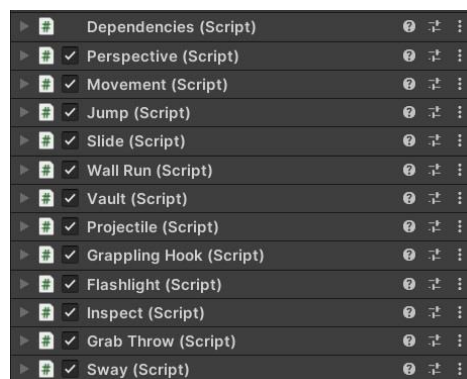 Dependencies (Script)
Perspective (Script)
Movement (Script)
Jump (Script)
Slide (Script)
Wall Run (Script)
Vault (Script)
Projectile (Script)
Grappling Hook (Script)
Flashlight (Script)
Inspect (Script)
Grab Throw (Script)
Sway (Script)